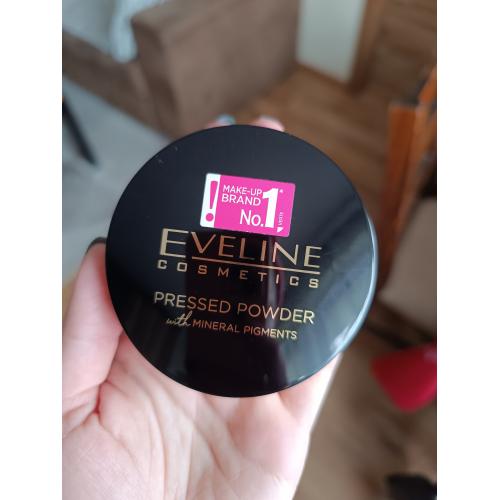 !
MAKE-UP
BRAND
No.1*
EVELINE
COSMETICS
PRESSED POWDER
with MINERAL PIGMENTS